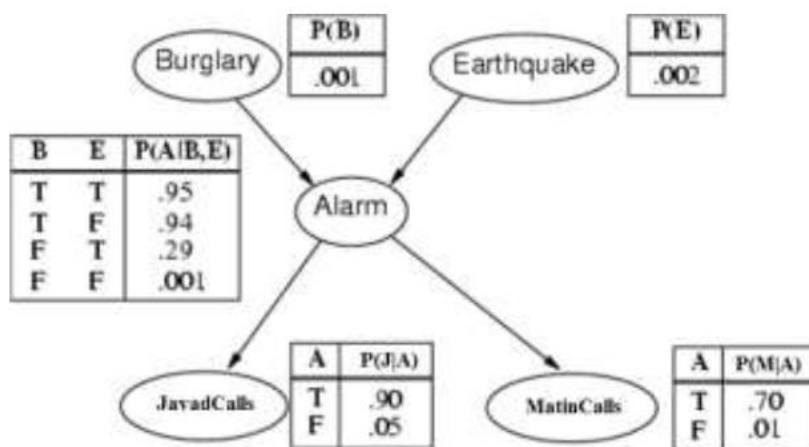 P(B)
Burglary
.001
P(E)
Earthquake
.002
B E P(A|B,E)
T T .95
T F .94
F T .29
F F .001
Alarm
A P(J|A)
T .90
F .05
JavadCalls
A P(M|A)
T .70
F .01
MatinCalls